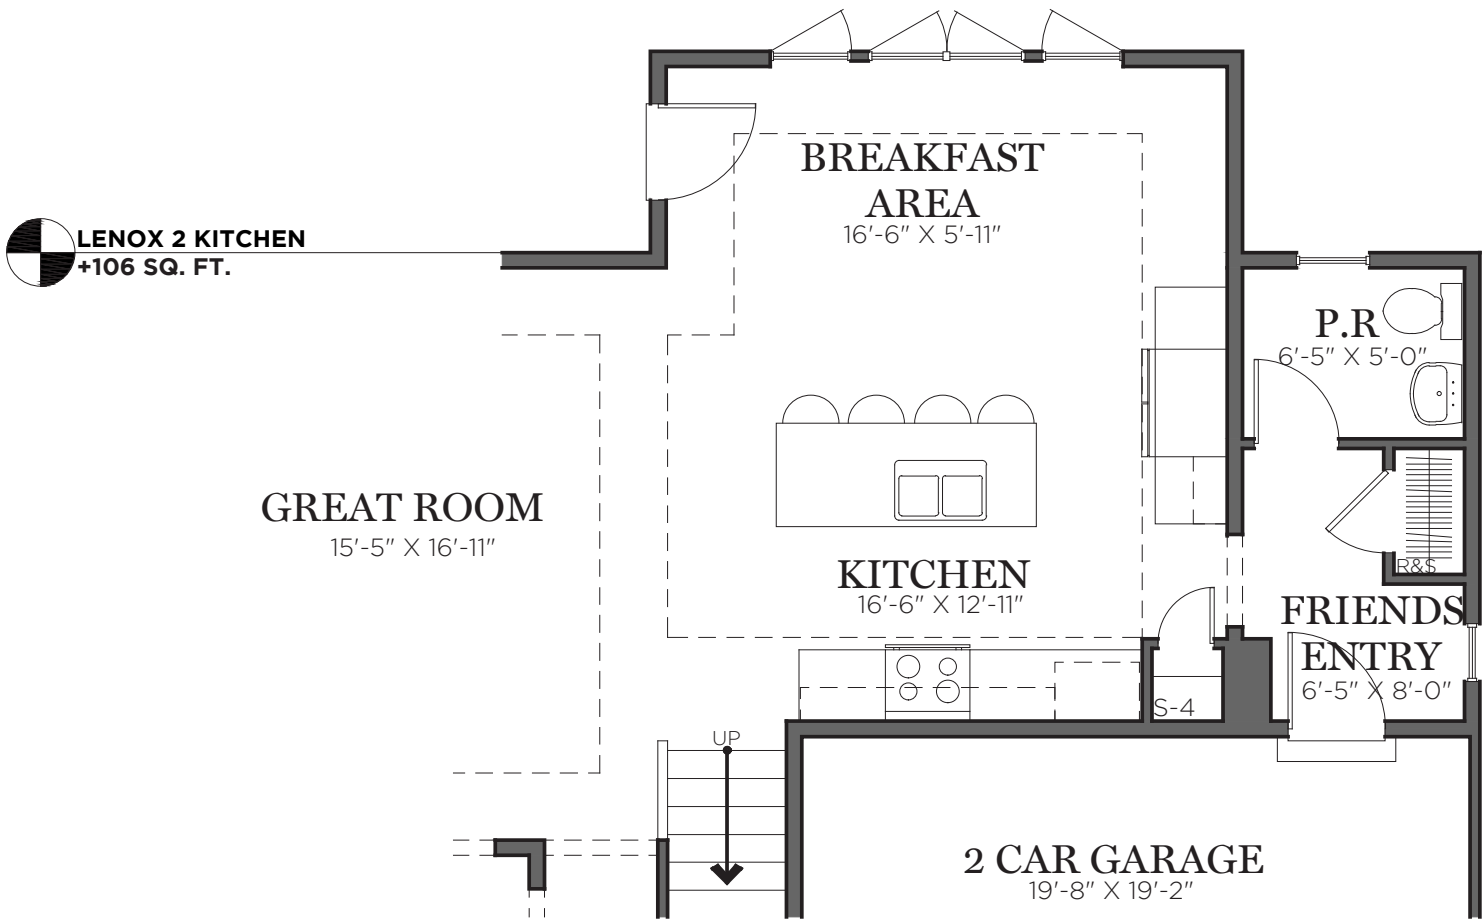 BREAKFAST
AREA
16'-6" X 5'-11"
LENOX 2 KITCHEN
+106 SQ. FT.
P.R
6'-5" X 5'-0"
GREAT ROOM
15'-5" X 16'-11"
KITCHEN
16'-6" X 12'-11"
R&S
FRIENDS
ENTRY
6'-5" X 8'-0"
S-4
UP
2 CAR GARAGE
19'-8" X 19'-2"